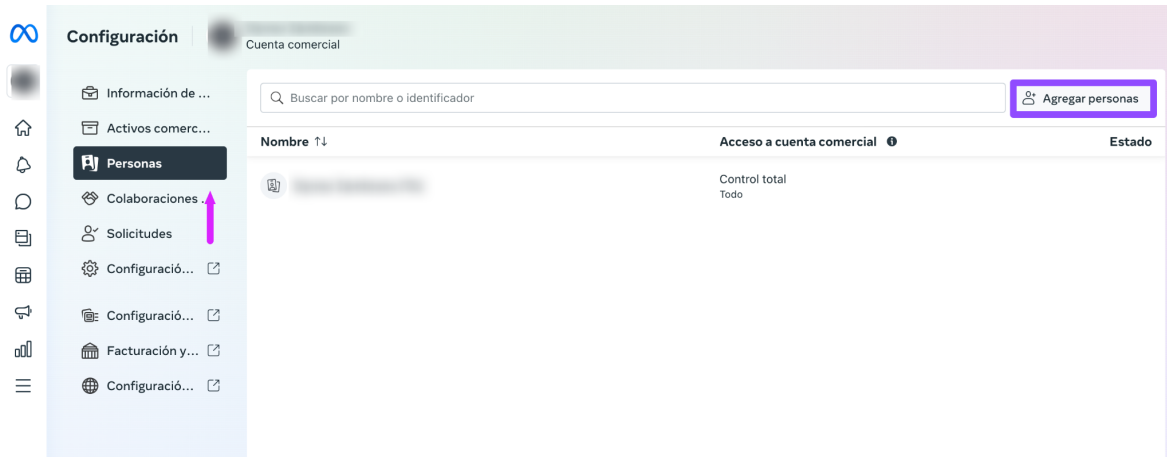 Configuración
Cuenta comercial
Información de ...
Activos comerc...
Personas
Colaboraciones ...
Solicitudes
Configuració...
Configuració...
Facturación y...
Configuració...
Buscar por nombre o identificador
Agregar personas
Nombre ↑↓
Acceso a cuenta comercial
Estado
Control total
Todo